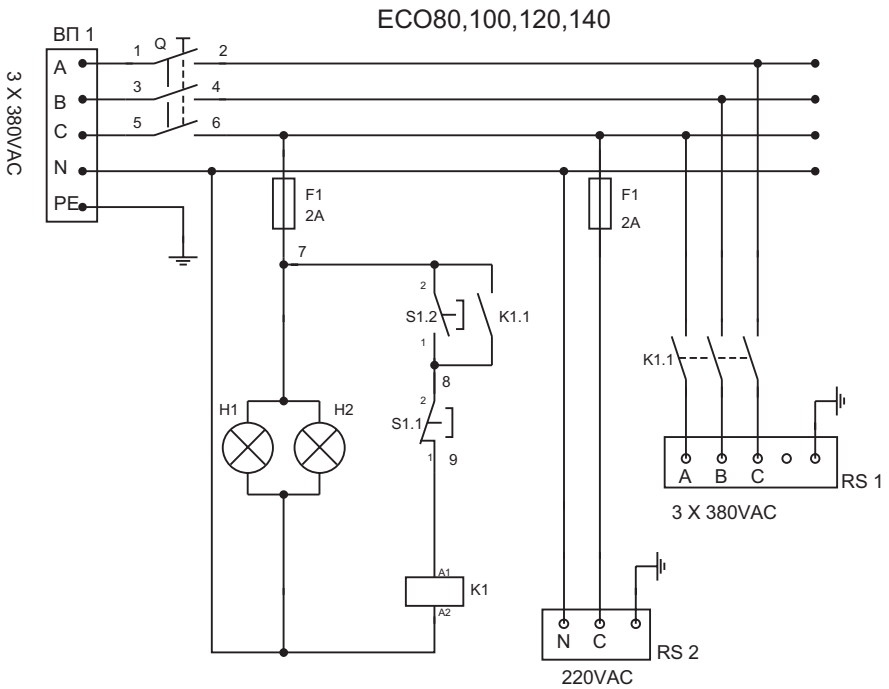 ECO80,100,120,140
ВП 1
3 X 380VAC
A
B
C
N
PE
1
Q
2
3
4
5
6
F1
2A
F1
2A
7
2
S1.2
K1.1
1
8
2
S1.1
1
9
H1
H2
K1.1
A
B
C
RS 1
3 X 380VAC
A1
K1
A2
N
C
RS 2
220VAC